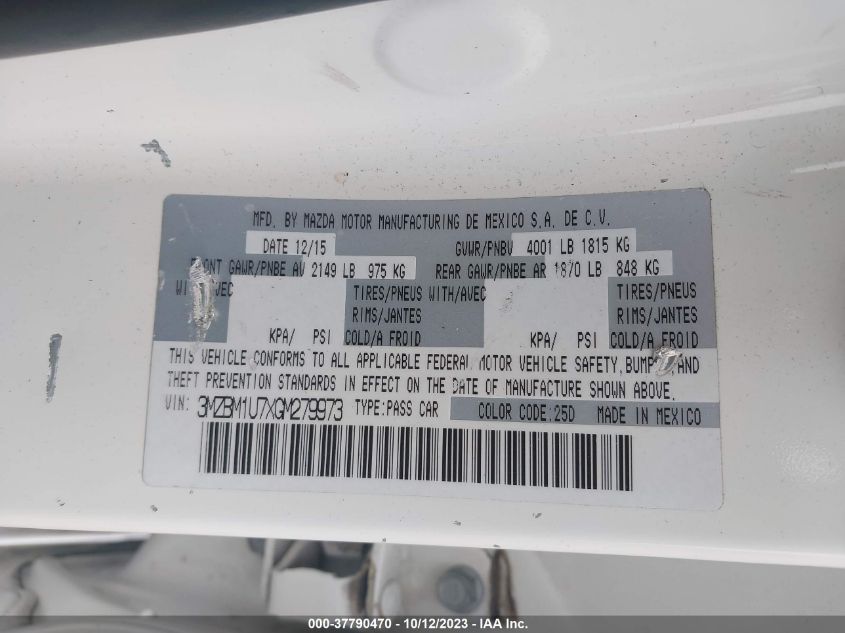 MFD. BY MAZDA MOTOR MANUFACTURING DE MEXICO S.A. DE C.V.
DATE 12/15 GVWR/PNBV 4001 LB 1815 KG
FRONT GAWR/PNBE AV 2149 LB 975 KG REAR GAWR/PNBE AR 1870 LB 848 KG
WITH/AVEC TIRES/PNEUS WITH/AVEC TIRES/PNEUS
RIMS/JANTES RIMS/JANTES
KPA/ PSI COLD/A FROID KPA/ PSI COLD/A FROID
THIS VEHICLE CONFORMS TO ALL APPLICABLE FEDERAL MOTOR VEHICLE SAFETY, BUMPER, AND
THEFT PREVENTION STANDARDS IN EFFECT ON THE DATE OF MANUFACTURE SHOWN ABOVE.
VIN: 3MZBM1U7XGM279973 TYPE:PASS CAR COLOR CODE:25D MADE IN MEXICO
000-37790470 - 10/12/2023 - IAA Inc.